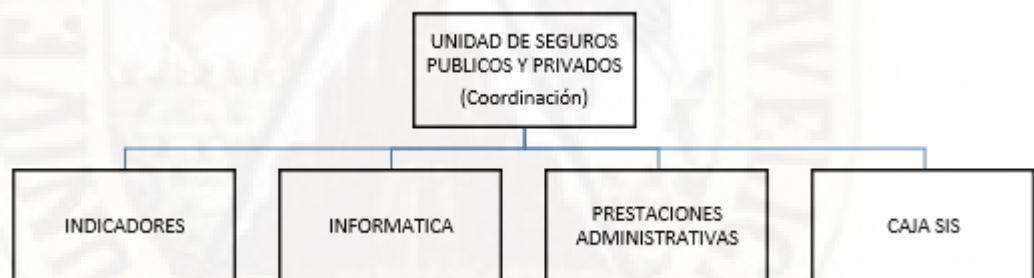 UNIDAD DE SEGUROS
PUBLICOS Y PRIVADOS
(Coordinación)
INDICADORES
INFORMATICA
PRESTACIONES
ADMINISTRATIVAS
CAJA SIS